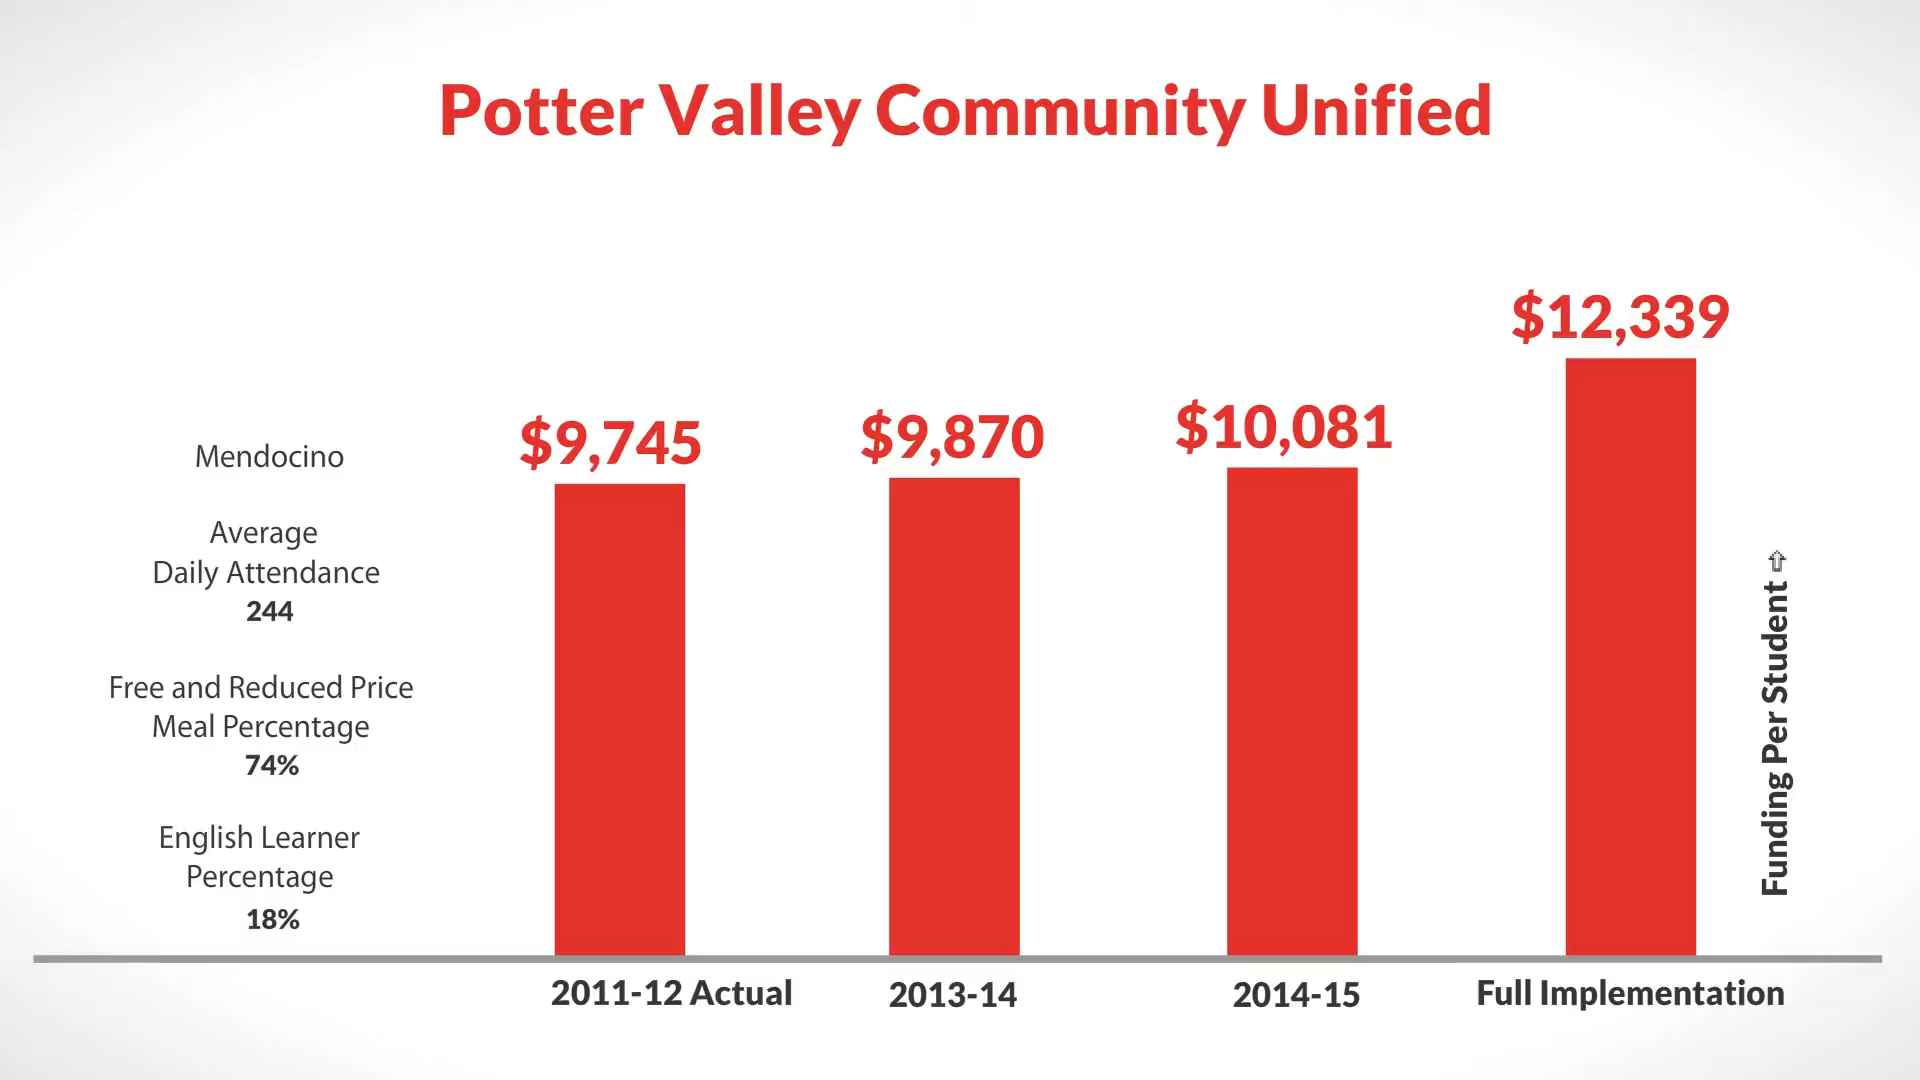 Potter Valley Community Unified
Mendocino
Average
Daily Attendance
244
Free and Reduced Price
Meal Percentage
74%
English Learner
Percentage
18%
$9,745
$9,870
$10,081
$12,339
Funding Per Student ⇧
2011-12 Actual
2013-14
2014-15
Full Implementation